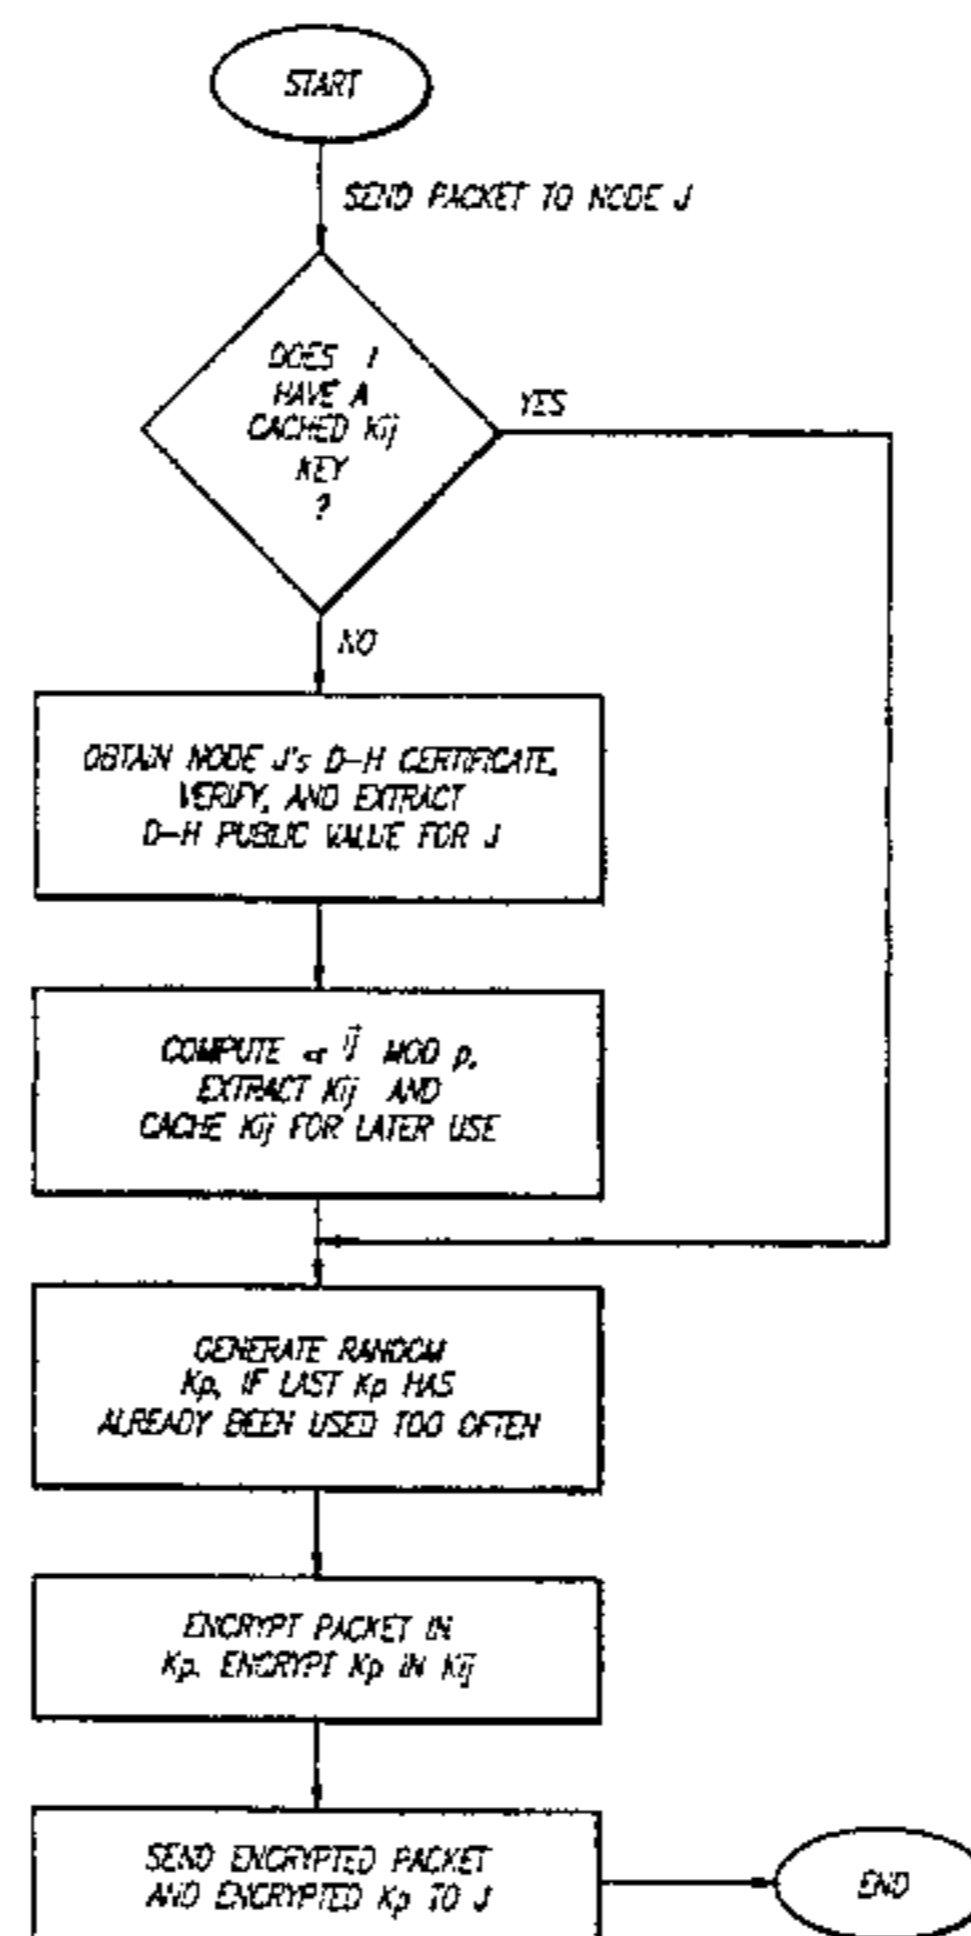 START
SEND PACKET TO NODE J
DOES I
HAVE A
CACHED Kij
KEY
?
YES
NO
OBTAIN NODE J's D-H CERTIFICATE,
VERIFY, AND EXTRACT
D-H PUBLIC VALUE FOR J
COMPUTE ∝ ij MOD p,
EXTRACT Kij AND
CACHE Kij FOR LATER USE
GENERATE RANDOM
Kp, IF LAST Kp HAS
ALREADY BEEN USED TOO OFTEN
ENCRYPT PACKET IN
Kp. ENCRYPT Kp IN Kij
SEND ENCRYPTED PACKET
AND ENCRYPTED Kp TO J
END